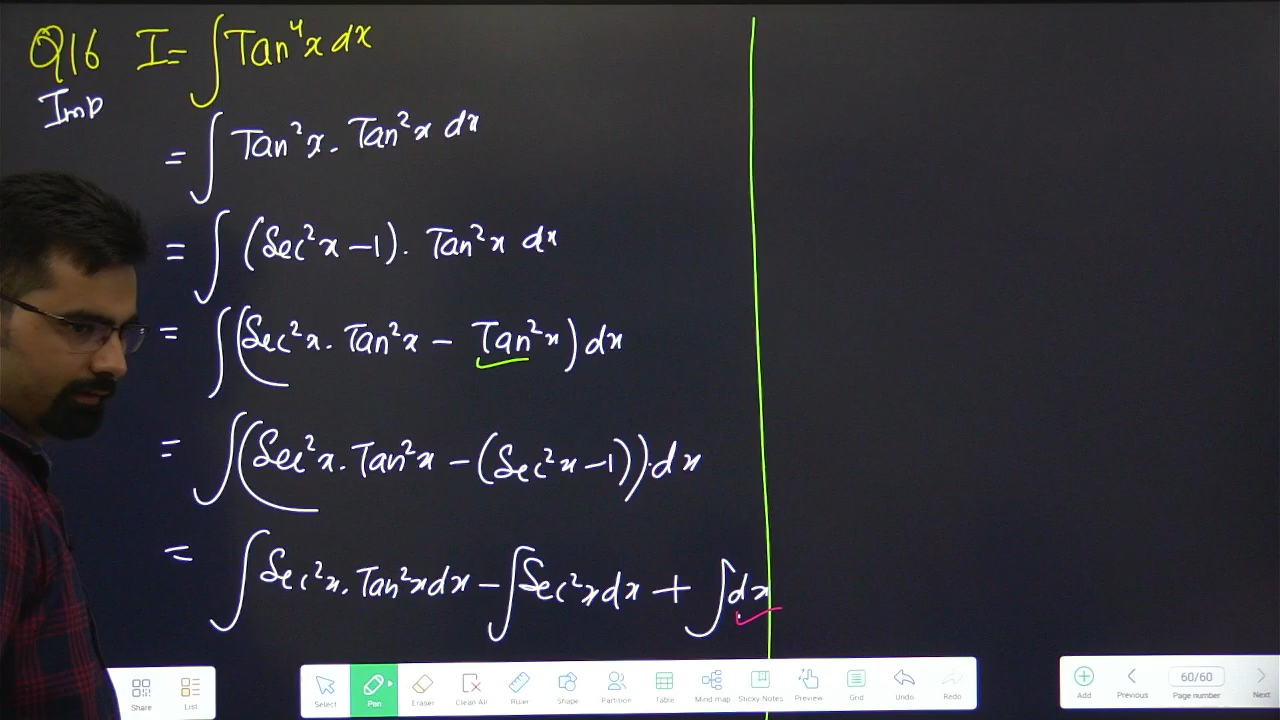 Q16 I = ∫ Tan⁴x dx
Imp
= ∫ Tan²x . Tan²x dx
= ∫ (Sec²x - 1) . Tan²x dx
= ∫ (Sec²x . Tan²x - Tan²x) dx
= ∫ (Sec²x . Tan²x - (Sec²x - 1)) . dx
= ∫ Sec²x . Tan²x dx - ∫ Sec²x dx + ∫ dx
Share List Select Pen Eraser Clean All Ruler Shape Partition Table Mind map Sticky Notes Preview Grid Undo Redo Add Previous 60/60 Page number Next